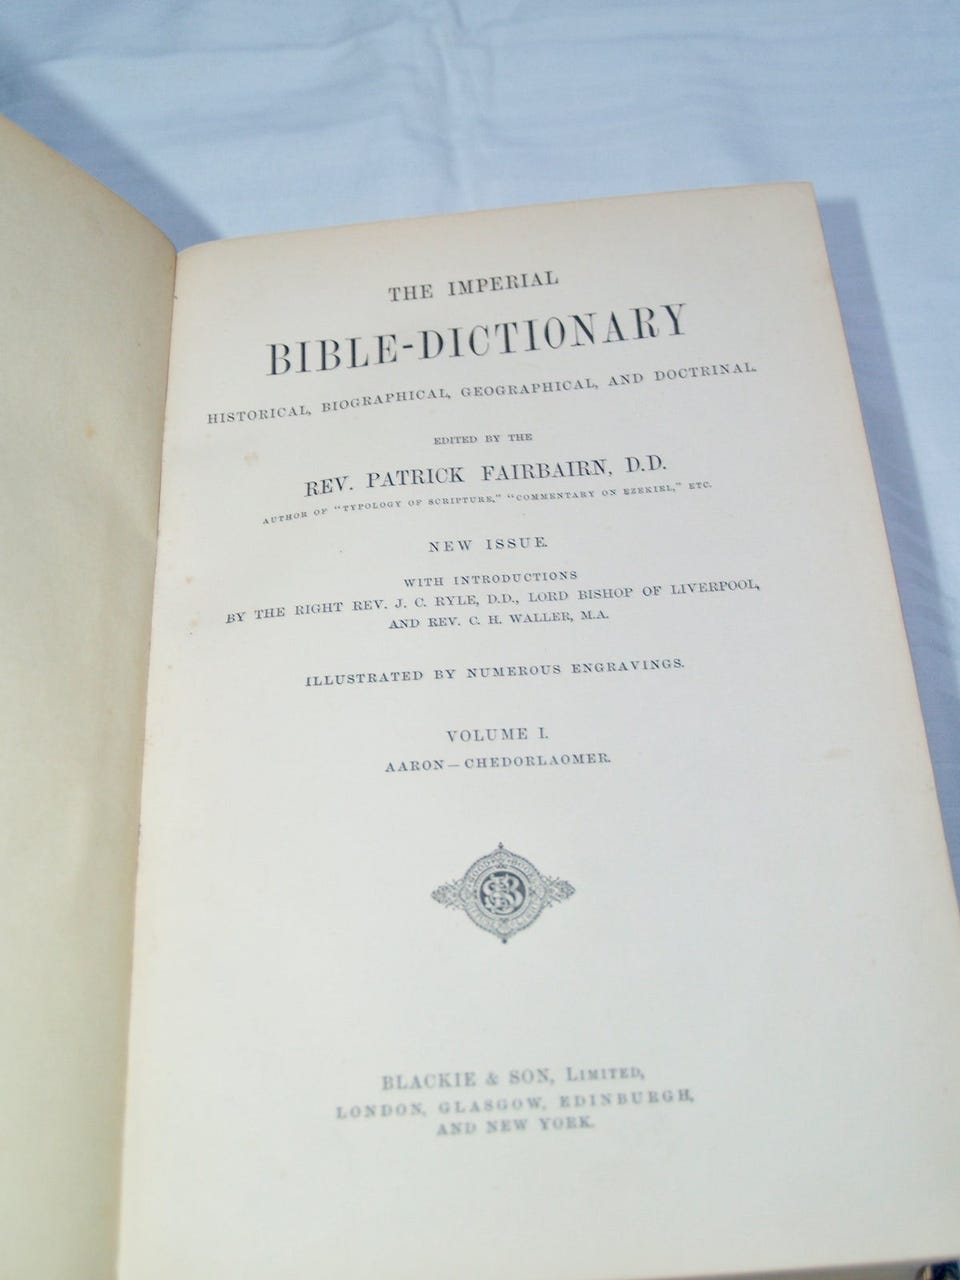 THE IMPERIAL
BIBLE-DICTIONARY
HISTORICAL, BIOGRAPHICAL, GEOGRAPHICAL, AND DOCTRINAL.
EDITED BY THE
REV. PATRICK FAIRBAIRN, D.D.
AUTHOR OF "TYPOLOGY OF SCRIPTURE," "COMMENTARY ON EZEKIEL," ETC.
NEW ISSUE.
WITH INTRODUCTIONS
BY THE RIGHT REV. J. C. RYLE, D.D., LORD BISHOP OF LIVERPOOL,
AND REV. C. H. WALLER, M.A.
ILLUSTRATED BY NUMEROUS ENGRAVINGS.
VOLUME I.
AARON—CHEDORLAOMER.
BLACKIE & SON, LIMITED,
LONDON, GLASGOW, EDINBURGH,
AND NEW YORK.